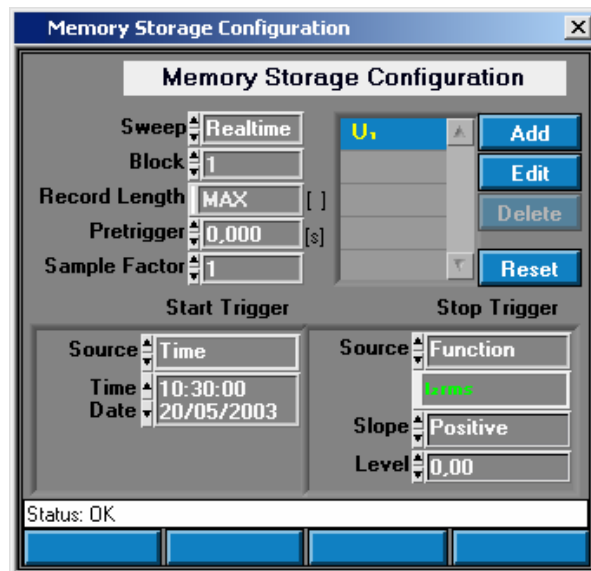 Memory Storage Configuration
Memory Storage Configuration
Sweep Realtime
Block 1
Record Length MAX [ ]
Pretrigger 0,000 [s]
Sample Factor 1
U1
Add
Edit
Delete
Reset
Start Trigger
Source Time
Time 10:30:00
Date 20/05/2003
Stop Trigger
Source Function
I2rms
Slope Positive
Level 0,00
Status: OK